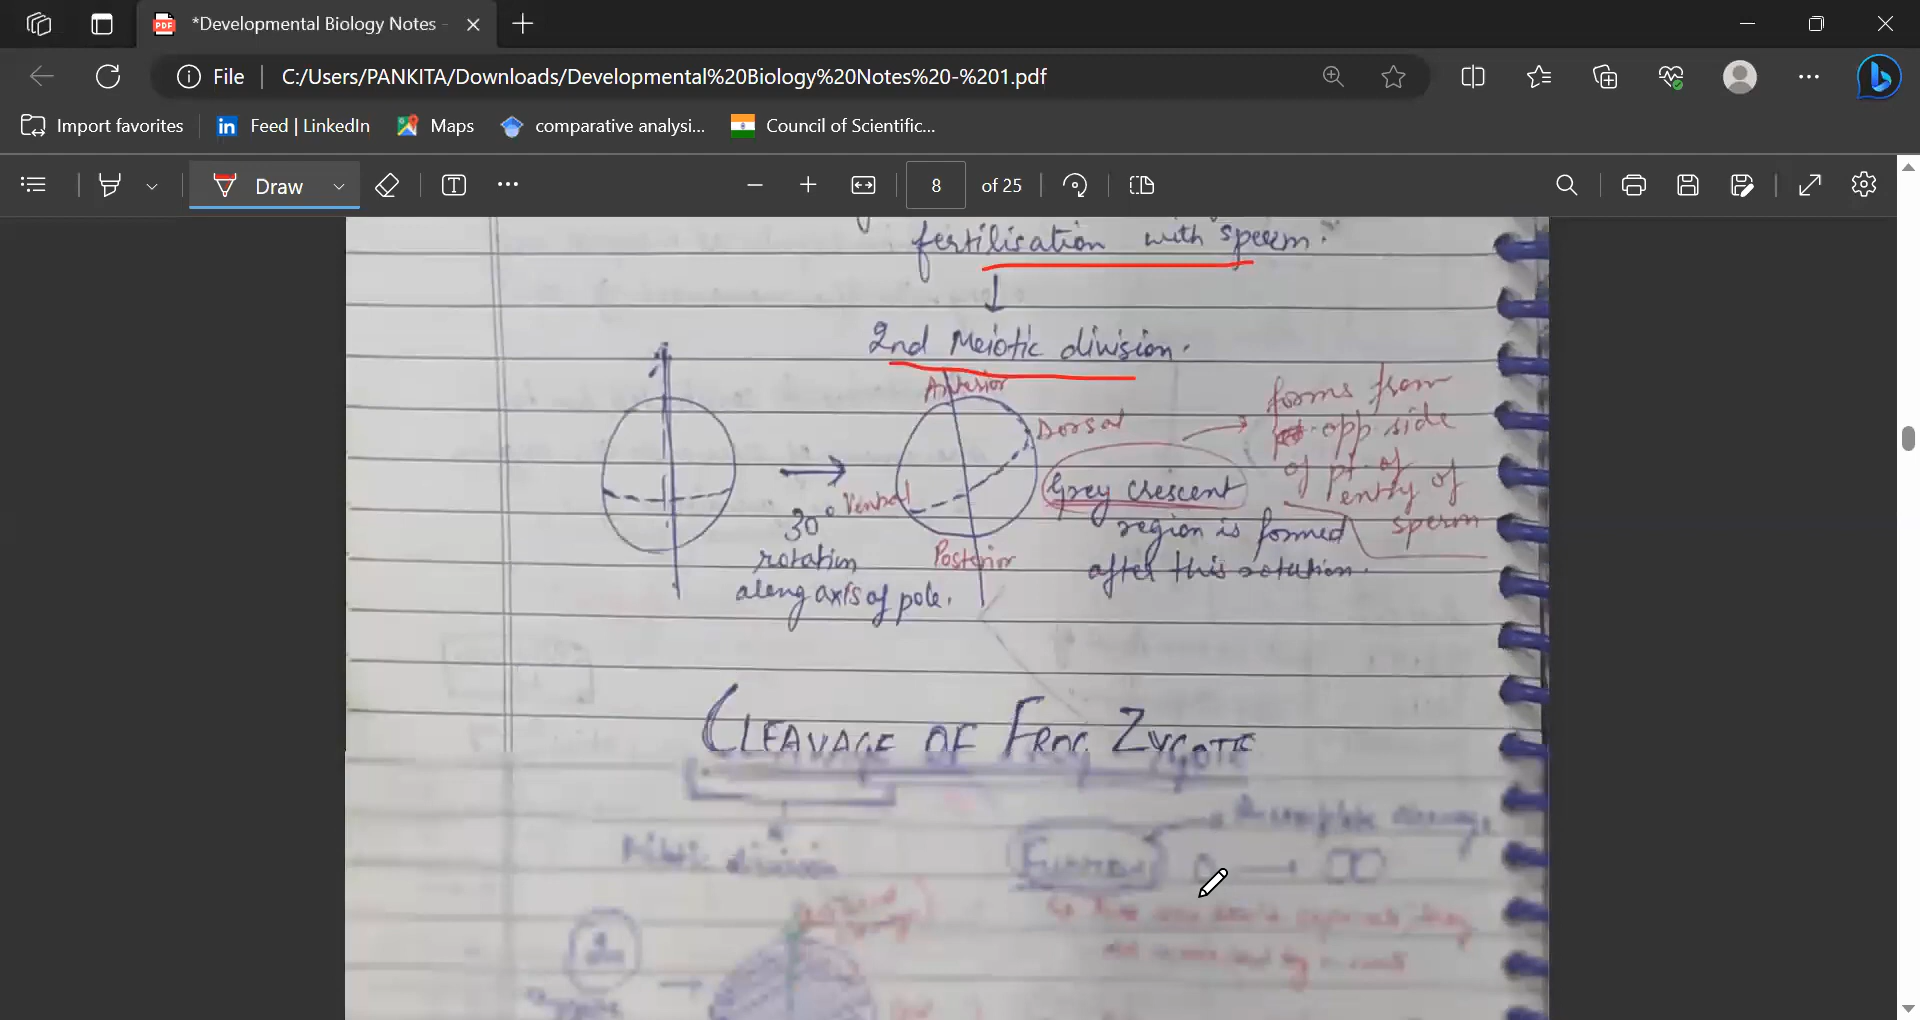 *Developmental Biology Notes -
File
C:/Users/PANKITA/Downloads/Developmental%20Biology%20Notes%20-%201.pdf
Import favorites
Feed | LinkedIn
Maps
comparative analysi...
Council of Scientific...
Draw
8 of 25
fertilisation with sperm.
2nd Meiotic division.
Anterior
Dorsal
forms from
opp side
of pt. of
entry of
sperm
Ventral
Grey Crescent
region is formed
after this rotation.
30°
rotation
along axis of pole.
Posterior
CLEAVAGE OF FROG ZYGOTE
division
Furrow